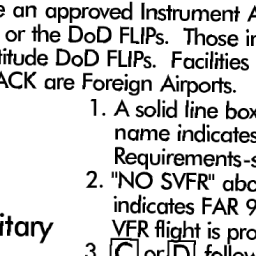 e an approved Instrument
or the DoD FLIPs. Those
titude DoD FLIPs. Facilities
ACK are Foreign Airports.
1. A solid line box
name indicates
Requirements-s
2. "NO SVFR" abo
indicates FAR 9
itary
VFR flight is pro
3. C or D follow